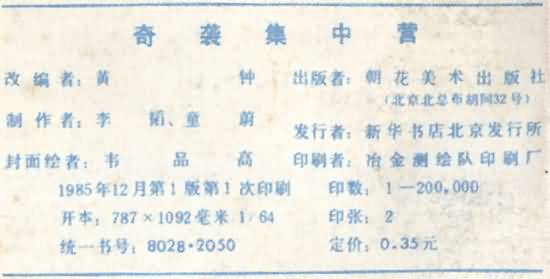 奇袭集中营
改编者：黄 钟 出版者：朝花美术出版社
（北京北总布胡同32号）
制作者：李 韬、童 蔚
发行者：新华书店北京发行所
封面绘者：韦 品 高 印刷者：冶金测绘队印刷厂
1985年12月第1版第1次印刷 印数：1—200,000
开本：787×1092毫米 1/64 印张：2
统一书号：8028·2050 定价：0.35元